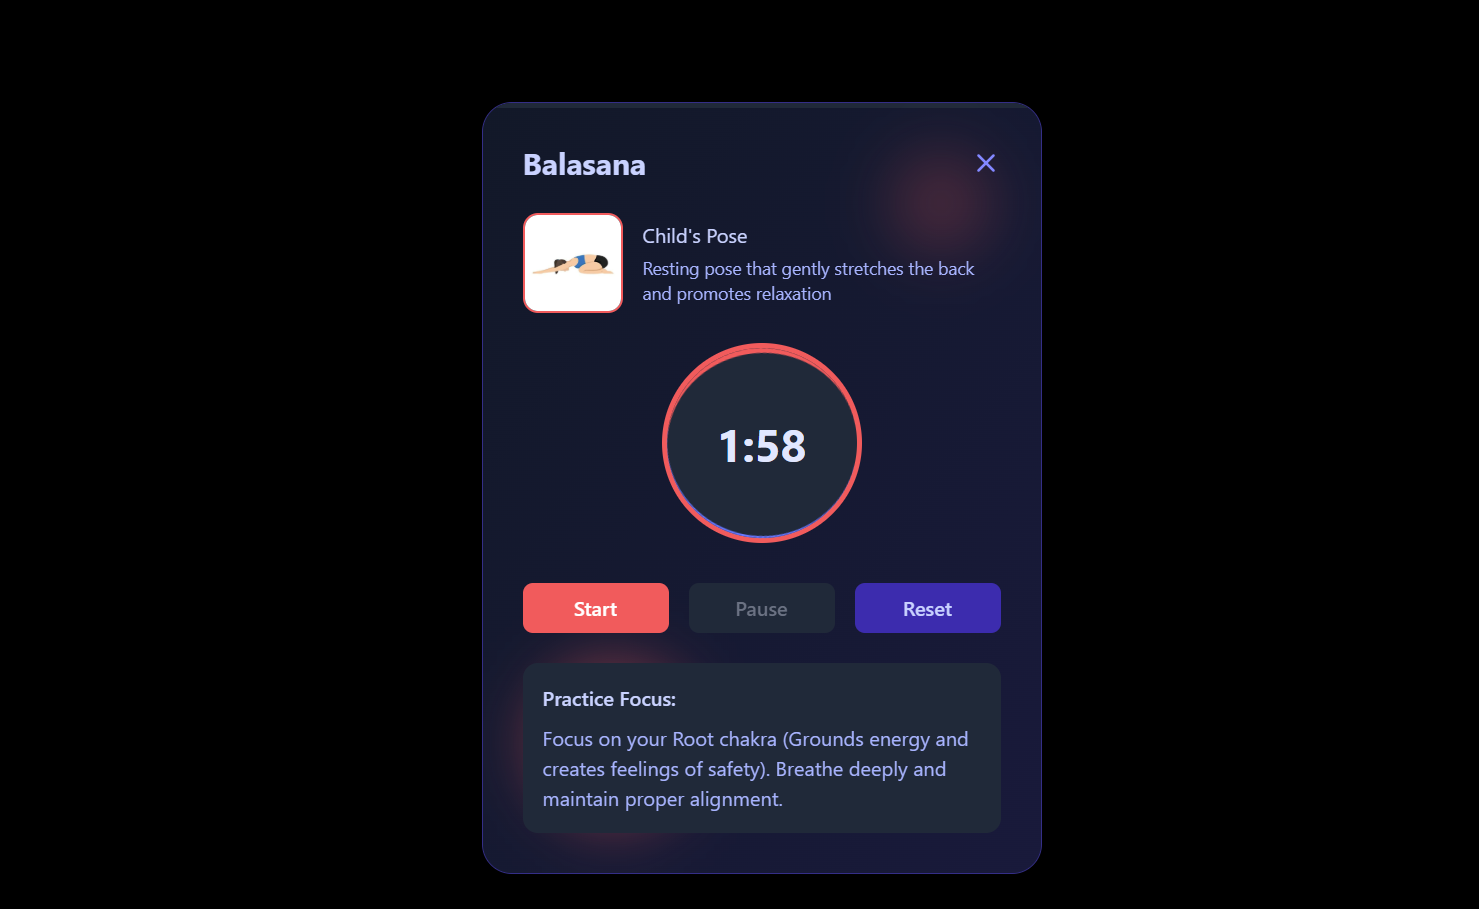 Balasana
Child's Pose
Resting pose that gently stretches the back
and promotes relaxation
1:58
Start
Pause
Reset
Practice Focus:
Focus on your Root chakra (Grounds energy and
creates feelings of safety). Breathe deeply and
maintain proper alignment.